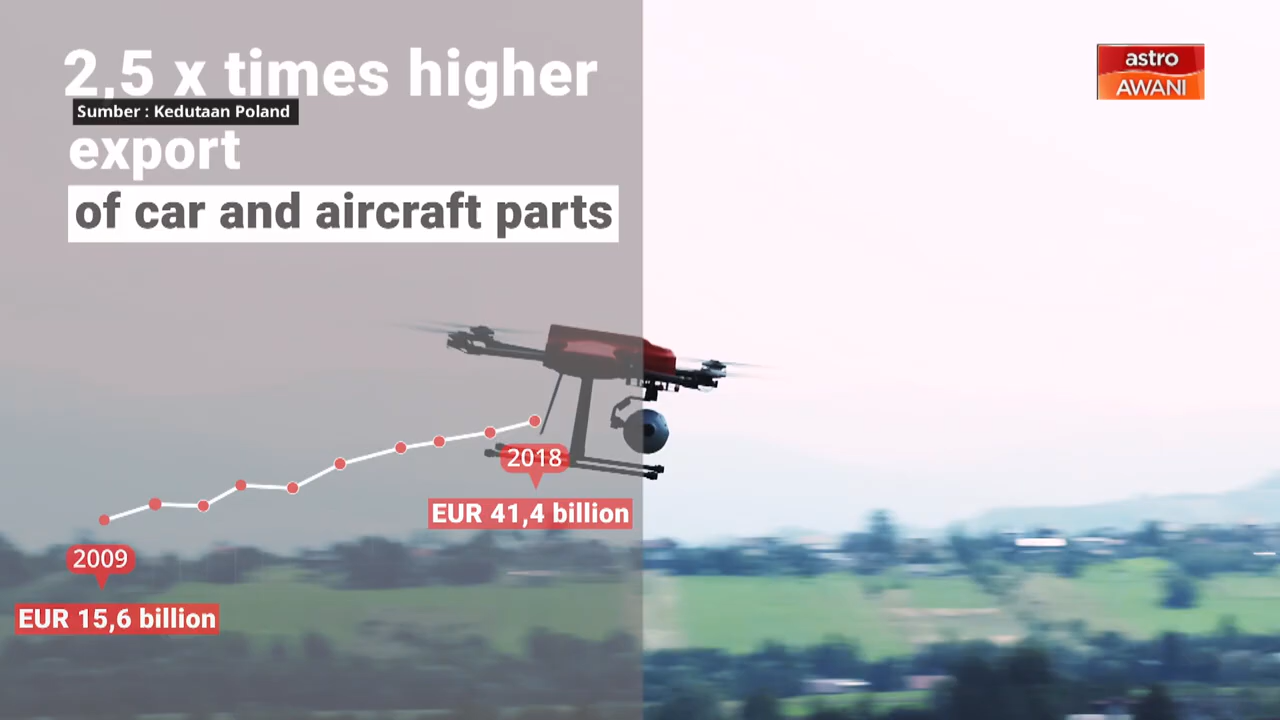 2,5 x times higher
Sumber : Kedutaan Poland
export
of car and aircraft parts
astro
AWANI
2018
EUR 41,4 billion
2009
EUR 15,6 billion